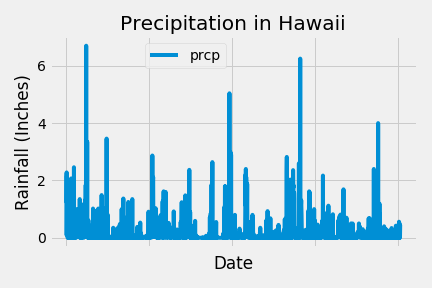 Precipitation in Hawaii
prcp
Rainfall (Inches)
6
4
2
0
Date